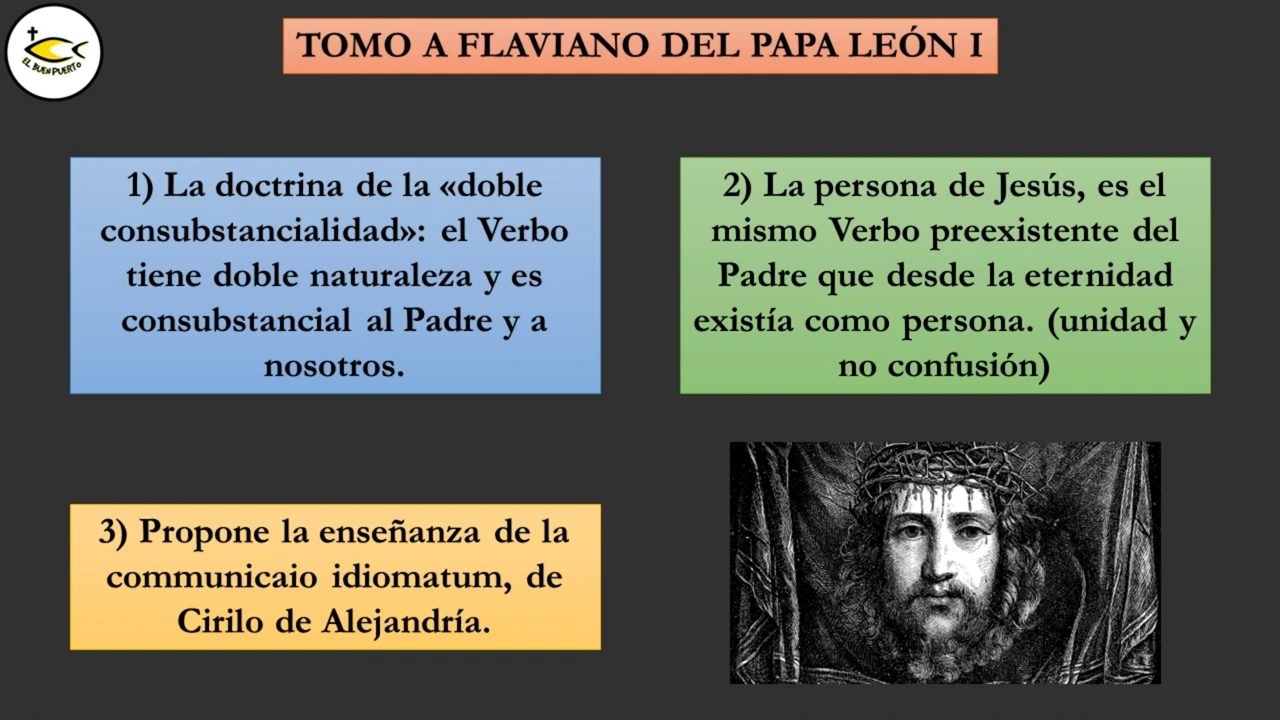 EL BUEN PUERTO
TOMO A FLAVIANO DEL PAPA LEÓN I
1) La doctrina de la «doble
consubstancialidad»: el Verbo
tiene doble naturaleza y es
consubstancial al Padre y a
nosotros.
2) La persona de Jesús, es el
mismo Verbo preexistente del
Padre que desde la eternidad
existía como persona. (unidad y
no confusión)
3) Propone la enseñanza de la
communicaio idiomatum, de
Cirilo de Alejandría.